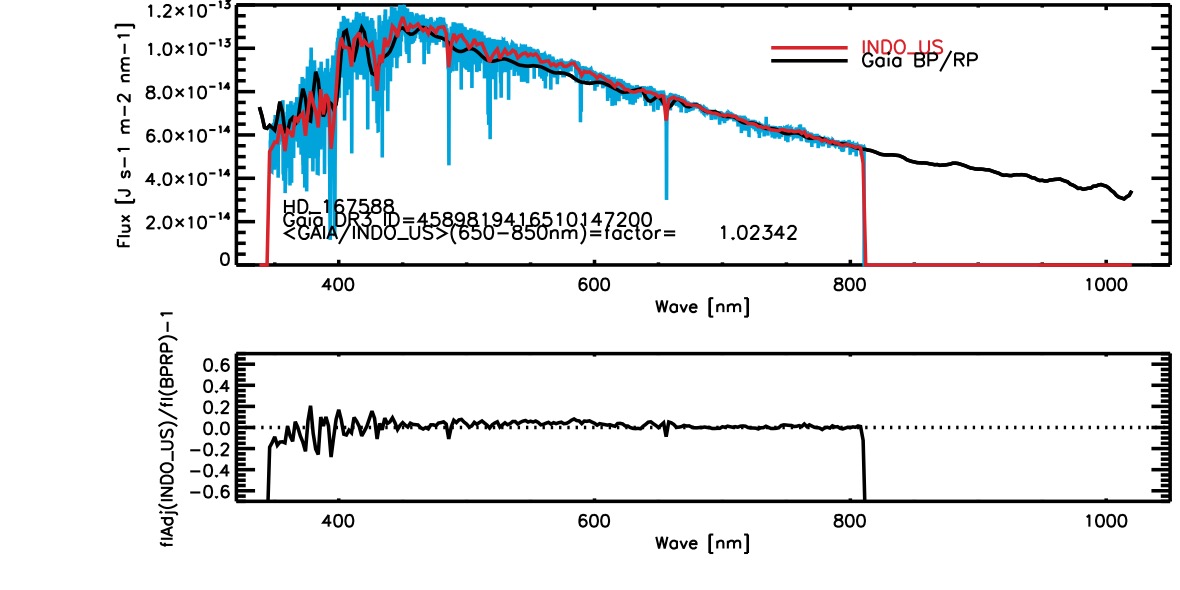 1.2×10−13
1.0×10−13
8.0×10−14
6.0×10−14
4.0×10−14
2.0×10−14
0
Flux [J s−1 m−2 nm−1]
INDO_US
Gaia BP/RP
HD_167588
Gaia DR3 ID=4589819416510147200
<GAIA/INDO_US>(650−850nm)=factor= 1.02342
400 600 800 1000
Wave [nm]
flAdj(INDO_US)/fl(BPRP)−1
0.6
0.4
0.2
0.0
−0.2
−0.4
−0.6
400 600 800 1000
Wave [nm]